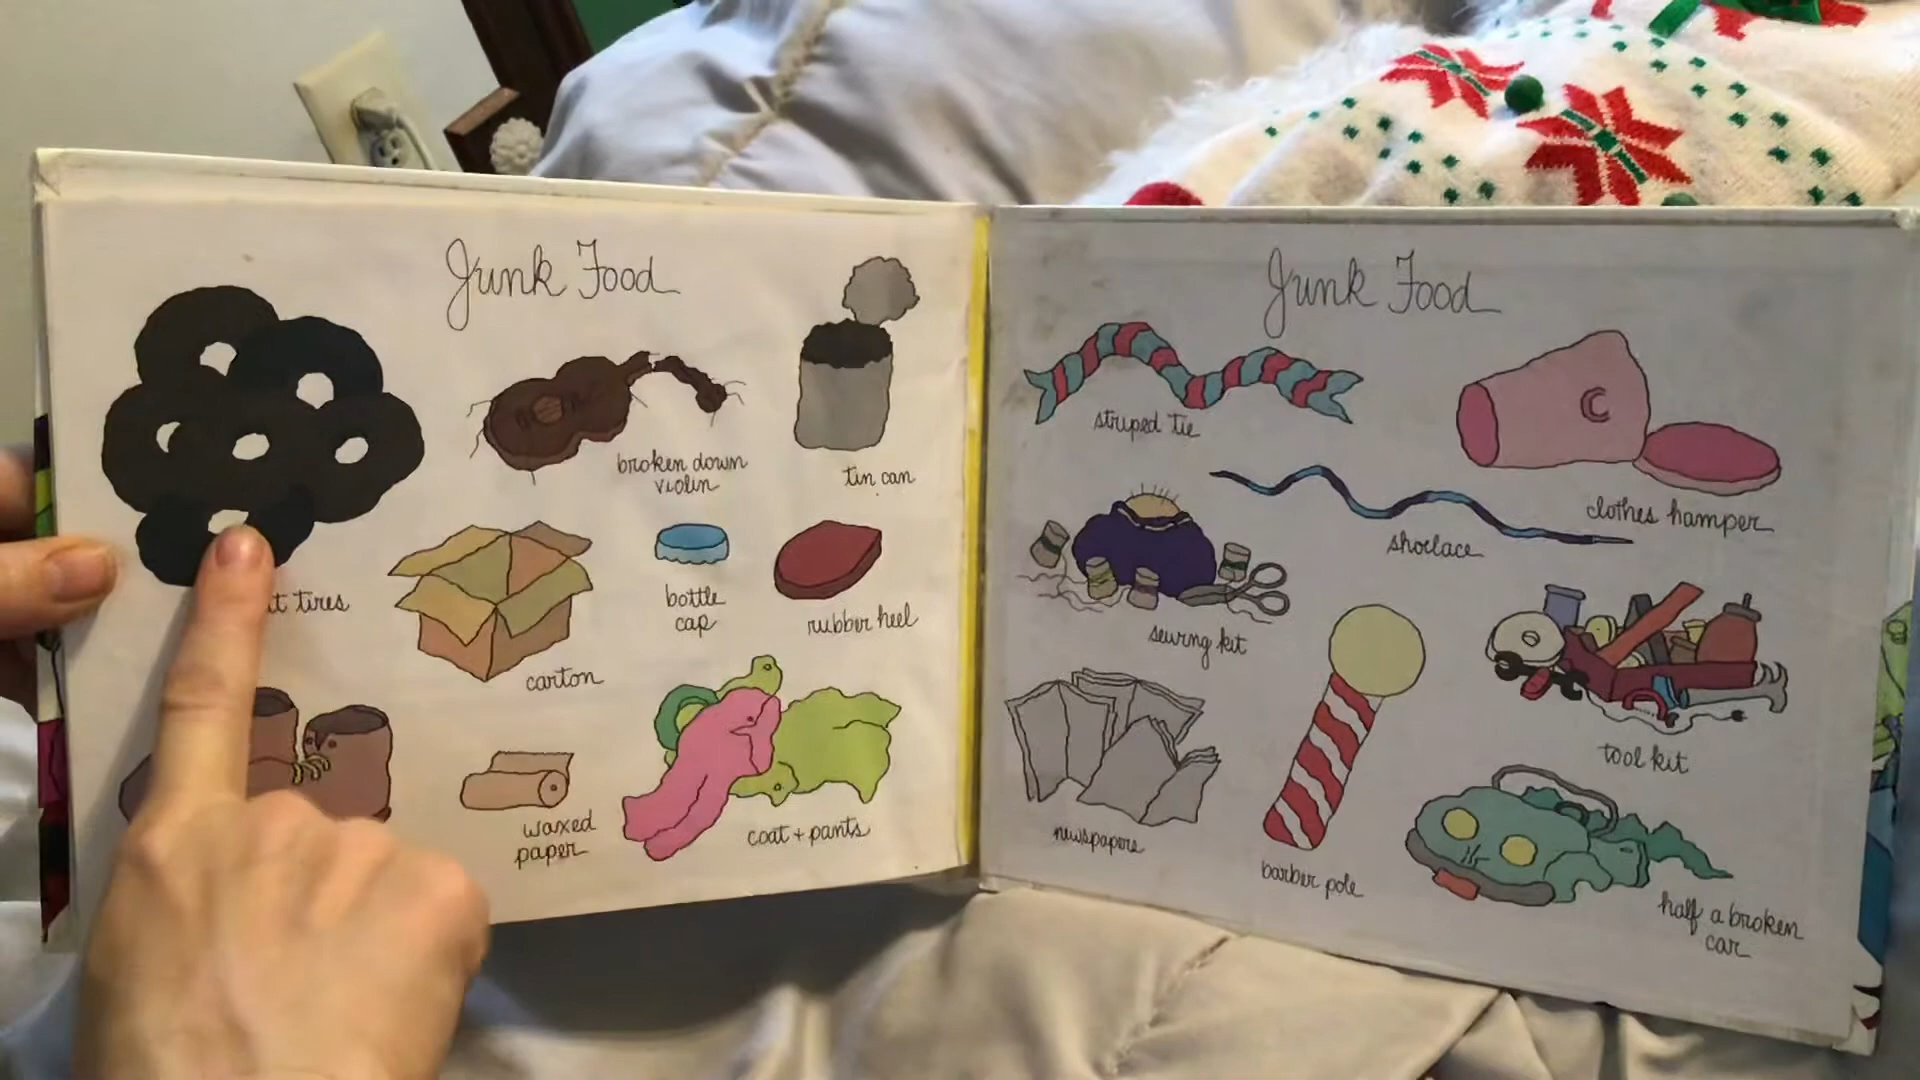 Junk Food
broken down
violin
tin can
tires
carton
bottle
cap
rubber heel
waxed
paper
coat + pants
Junk Food
striped tie
clothes hamper
shoelace
sewing kit
tool kit
newspapers
barber pole
half a broken
car